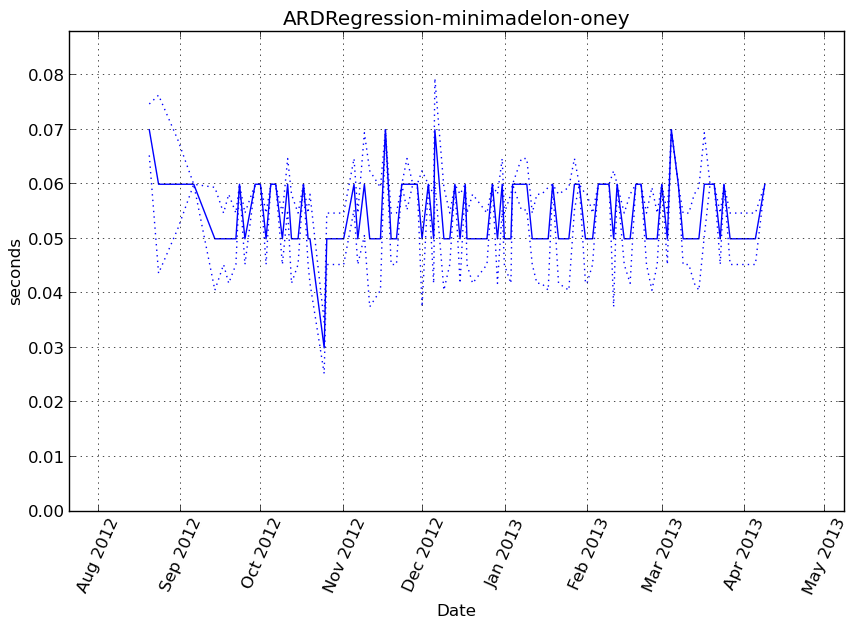 ARDRegression-minimadelon-oney
0.08
0.07
0.06
0.05
0.04
0.03
0.02
0.01
0.00
seconds
Aug 2012
Sep 2012
Oct 2012
Nov 2012
Dec 2012
Jan 2013
Feb 2013
Mar 2013
Apr 2013
May 2013
Date